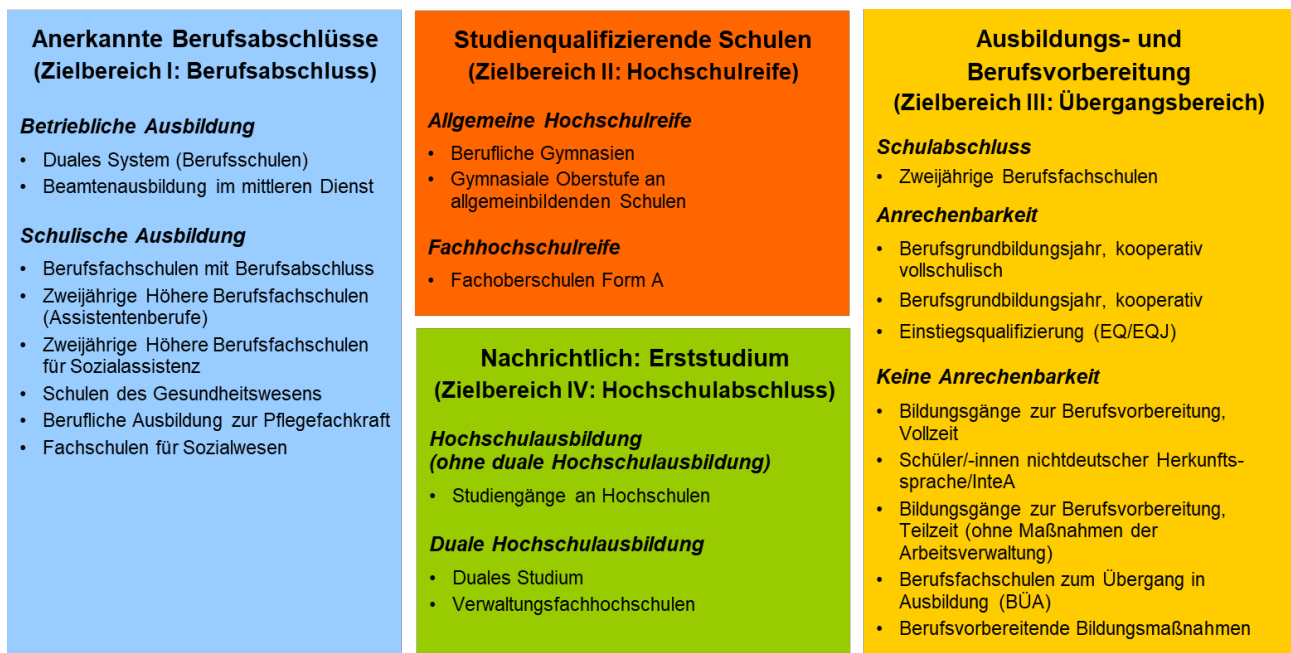 Anerkannte Berufsabschlüsse
(Zielbereich I: Berufsabschluss)
Betriebliche Ausbildung
• Duales System (Berufsschulen)
• Beamtenausbildung im mittleren Dienst
Schulische Ausbildung
• Berufsfachschulen mit Berufsabschluss
• Zweijährige Höhere Berufsfachschulen
(Assistentenberufe)
• Zweijährige Höhere Berufsfachschulen
für Sozialassistenz
• Schulen des Gesundheitswesens
• Berufliche Ausbildung zur Pflegefachkraft
• Fachschulen für Sozialwesen
Studienqualifizierende Schulen
(Zielbereich II: Hochschulreife)
Allgemeine Hochschulreife
• Berufliche Gymnasien
• Gymnasiale Oberstufe an
allgemeinbildenden Schulen
Fachhochschulreife
• Fachoberschulen Form A
Nachrichtlich: Erststudium
(Zielbereich IV: Hochschulabschluss)
Hochschulausbildung
(ohne duale Hochschulausbildung)
• Studiengänge an Hochschulen
Duale Hochschulausbildung
• Duales Studium
• Verwaltungsfachhochschulen
Ausbildungs- und
Berufsvorbereitung
(Zielbereich III: Übergangsbereich)
Schulabschluss
• Zweijährige Berufsfachschulen
Anrechenbarkeit
• Berufsgrundbildungsjahr, kooperativ
vollschulisch
• Berufsgrundbildungsjahr, kooperativ
• Einstiegsqualifizierung (EQ/EQJ)
Keine Anrechenbarkeit
• Bildungsgänge zur Berufsvorbereitung,
Vollzeit
• Schüler/-innen nichtdeutscher Herkunfts-
sprache/InteA
• Bildungsgänge zur Berufsvorbereitung,
Teilzeit (ohne Maßnahmen der
Arbeitsverwaltung)
• Berufsfachschulen zum Übergang in
Ausbildung (BÜA)
• Berufsvorbereitende Bildungsmaßnahmen